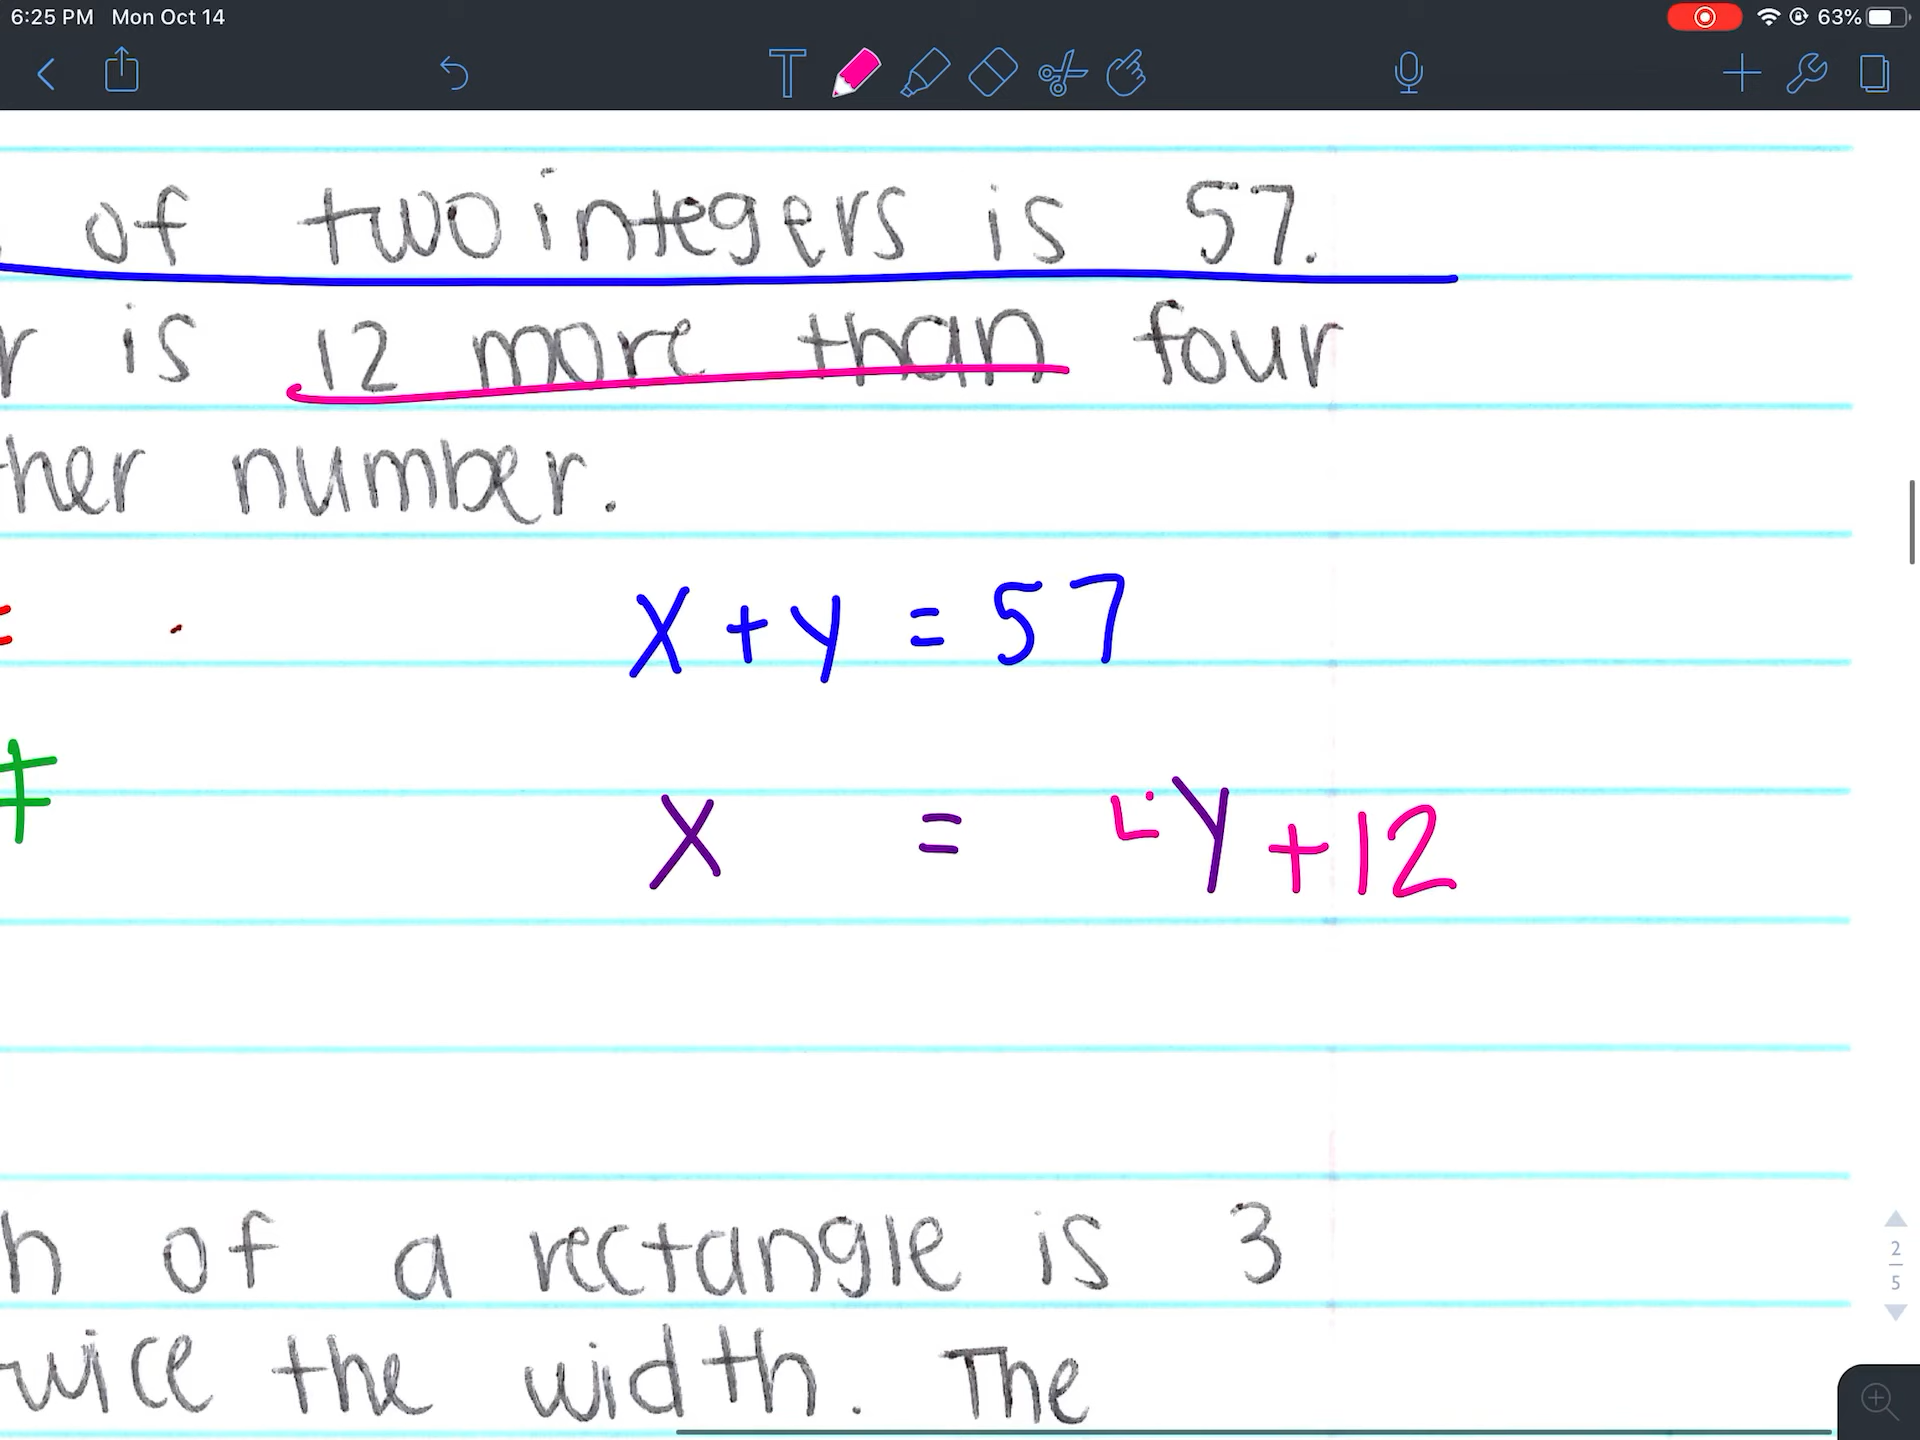 6:25 PM Mon Oct 14 63%
T
of two integers is 57.
r is 12 more than four
her number.
= x + y = 57
x = y + 12
h of a rectangle is 3
wice the width. The
2
5